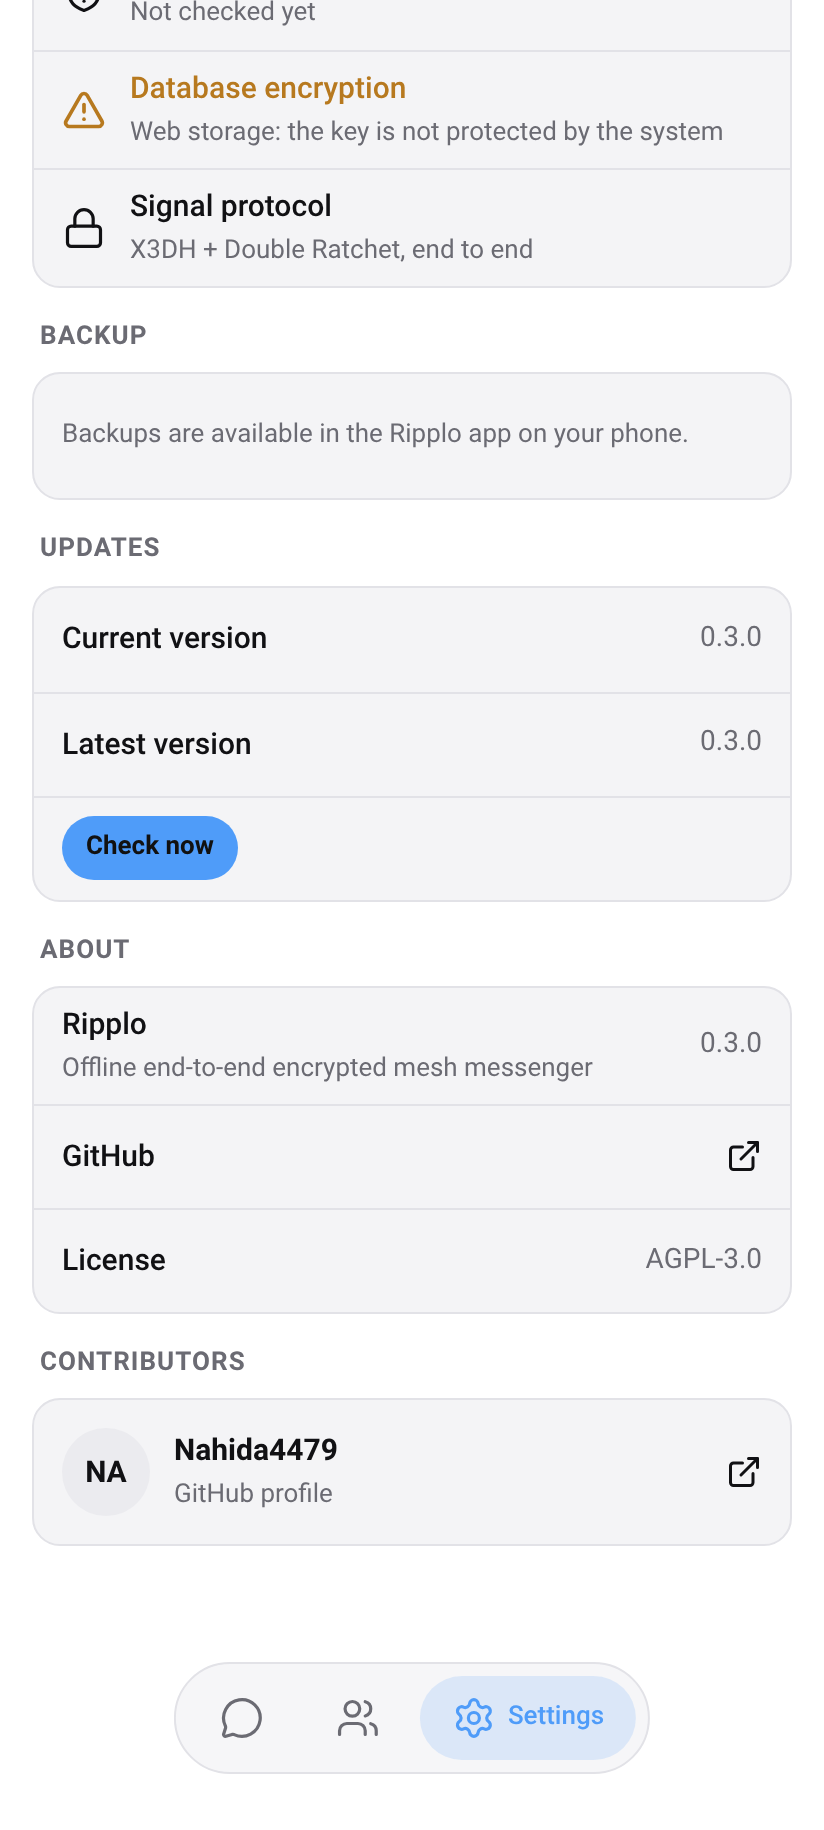 Not checked yet
Database encryption
Web storage: the key is not protected by the system
Signal protocol
X3DH + Double Ratchet, end to end
BACKUP
Backups are available in the Ripplo app on your phone.
UPDATES
Current version
0.3.0
Latest version
0.3.0
Check now
ABOUT
Ripplo
Offline end-to-end encrypted mesh messenger
0.3.0
GitHub
License
AGPL-3.0
CONTRIBUTORS
NA
Nahida4479
GitHub profile
Settings